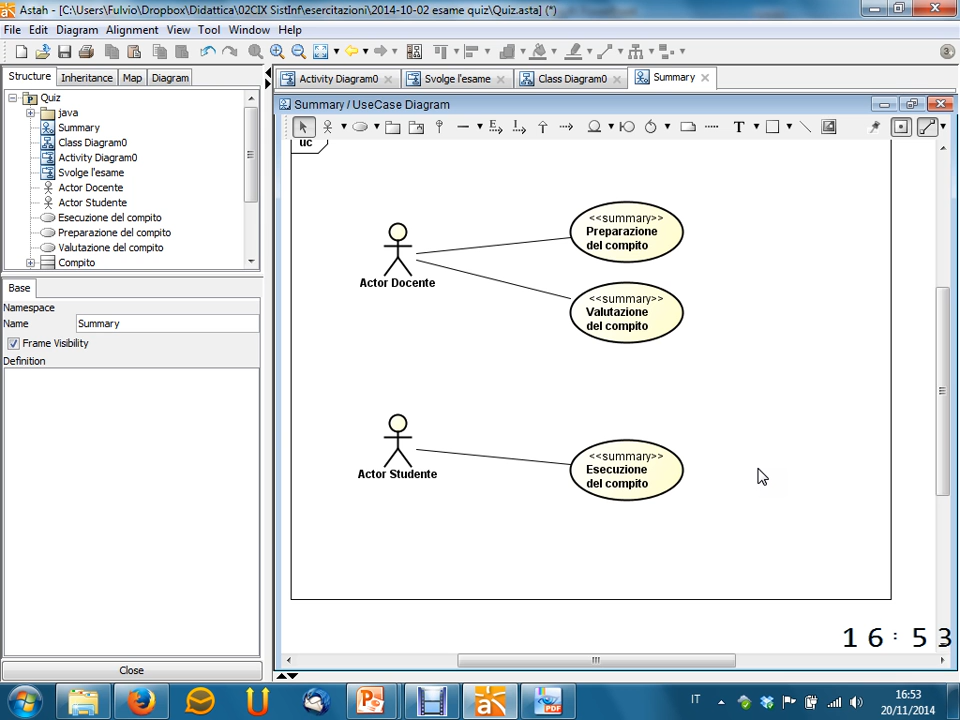 Astah - [C:\Users\Fulvio\Dropbox\Didattica\02CIX SistInf\esercitazioni\2014-10-02 esame quiz\Quiz.asta] (*)
File Edit Diagram Alignment View Tool Window Help
Structure Inheritance Map Diagram
Activity Diagram0 Svolge l'esame Class Diagram0 Summary
Quiz
java
Summary
Class Diagram0
Activity Diagram0
Svolge l'esame
Actor Docente
Actor Studente
Esecuzione del compito
Preparazione del compito
Valutazione del compito
Compito
Base
Namespace
Name Summary
Frame Visibility
Definition
Close
Summary / UseCase Diagram
uc
<<summary>>
Preparazione
del compito
Actor Docente
<<summary>>
Valutazione
del compito
Actor Studente
<<summary>>
Esecuzione
del compito
16:53
IT
16:53
20/11/2014